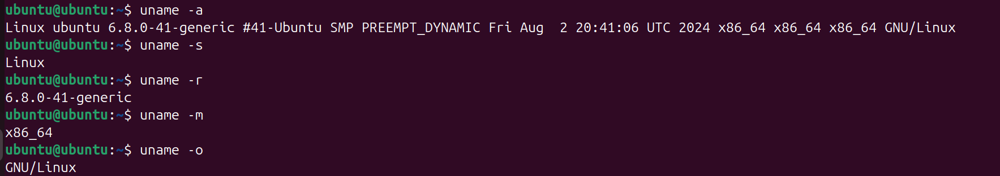 ubuntu@ubuntu:~$ uname -a
Linux ubuntu 6.8.0-41-generic #41-Ubuntu SMP PREEMPT_DYNAMIC Fri Aug  2 20:41:06 UTC 2024 x86_64 x86_64 x86_64 GNU/Linux
ubuntu@ubuntu:~$ uname -s
Linux
ubuntu@ubuntu:~$ uname -r
6.8.0-41-generic
ubuntu@ubuntu:~$ uname -m
x86_64
ubuntu@ubuntu:~$ uname -o
GNU/Linux